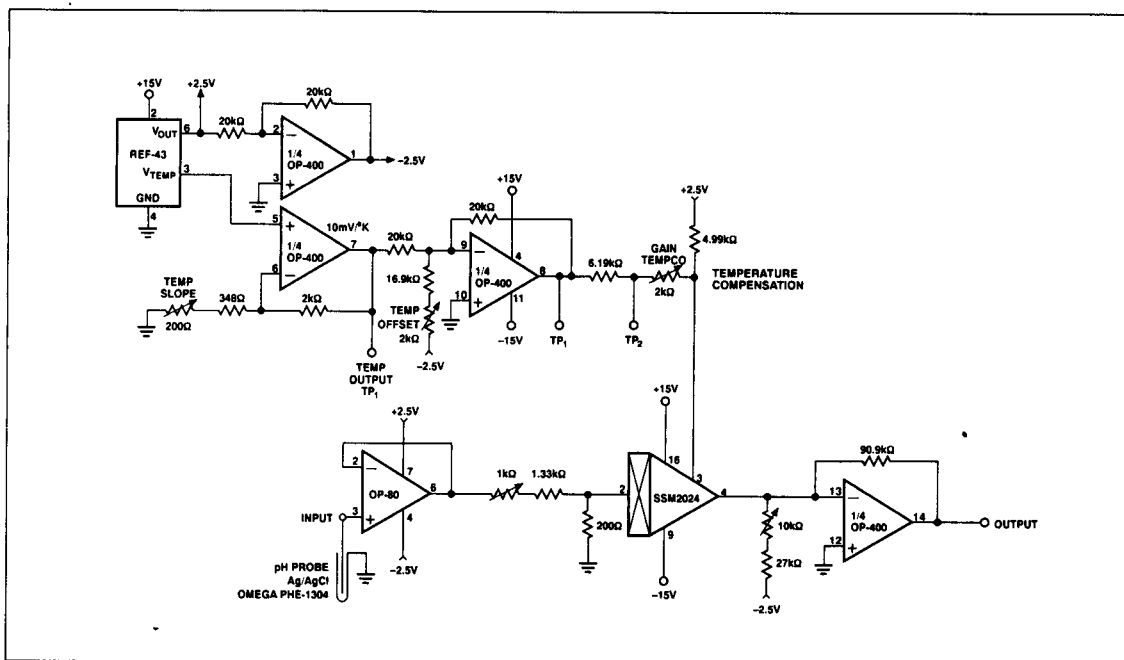 +15V
+2.5V
20kΩ
2
VOUT
6
20kΩ
2
−
1/4
OP-400
1
−2.5V
REF-43
3
+
VTEMP
3
GND
4
5
+
10mV/°K
1/4
OP-400
7
6
−
TEMP
SLOPE
200Ω
348Ω
2kΩ
TEMP
OUTPUT
TP1
20kΩ
16.9kΩ
TEMP
OFFSET
2kΩ
−2.5V
20kΩ
+15V
9
−
4
1/4
OP-400
8
10
+
11
−15V
TP1
6.19kΩ
TP2
GAIN
TEMPCO
2kΩ
+2.5V
4.99kΩ
TEMPERATURE
COMPENSATION
+2.5V
2
−
7
OP-80
6
INPUT
3
+
4
−2.5V
pH PROBE
Ag/AgCl
OMEGA PHE-1304
1kΩ
1.33kΩ
200Ω
+15V
16
2
SSM2024
3
4
9
−15V
10kΩ
27kΩ
−2.5V
90.9kΩ
13
−
1/4
OP-400
14
12
+
OUTPUT